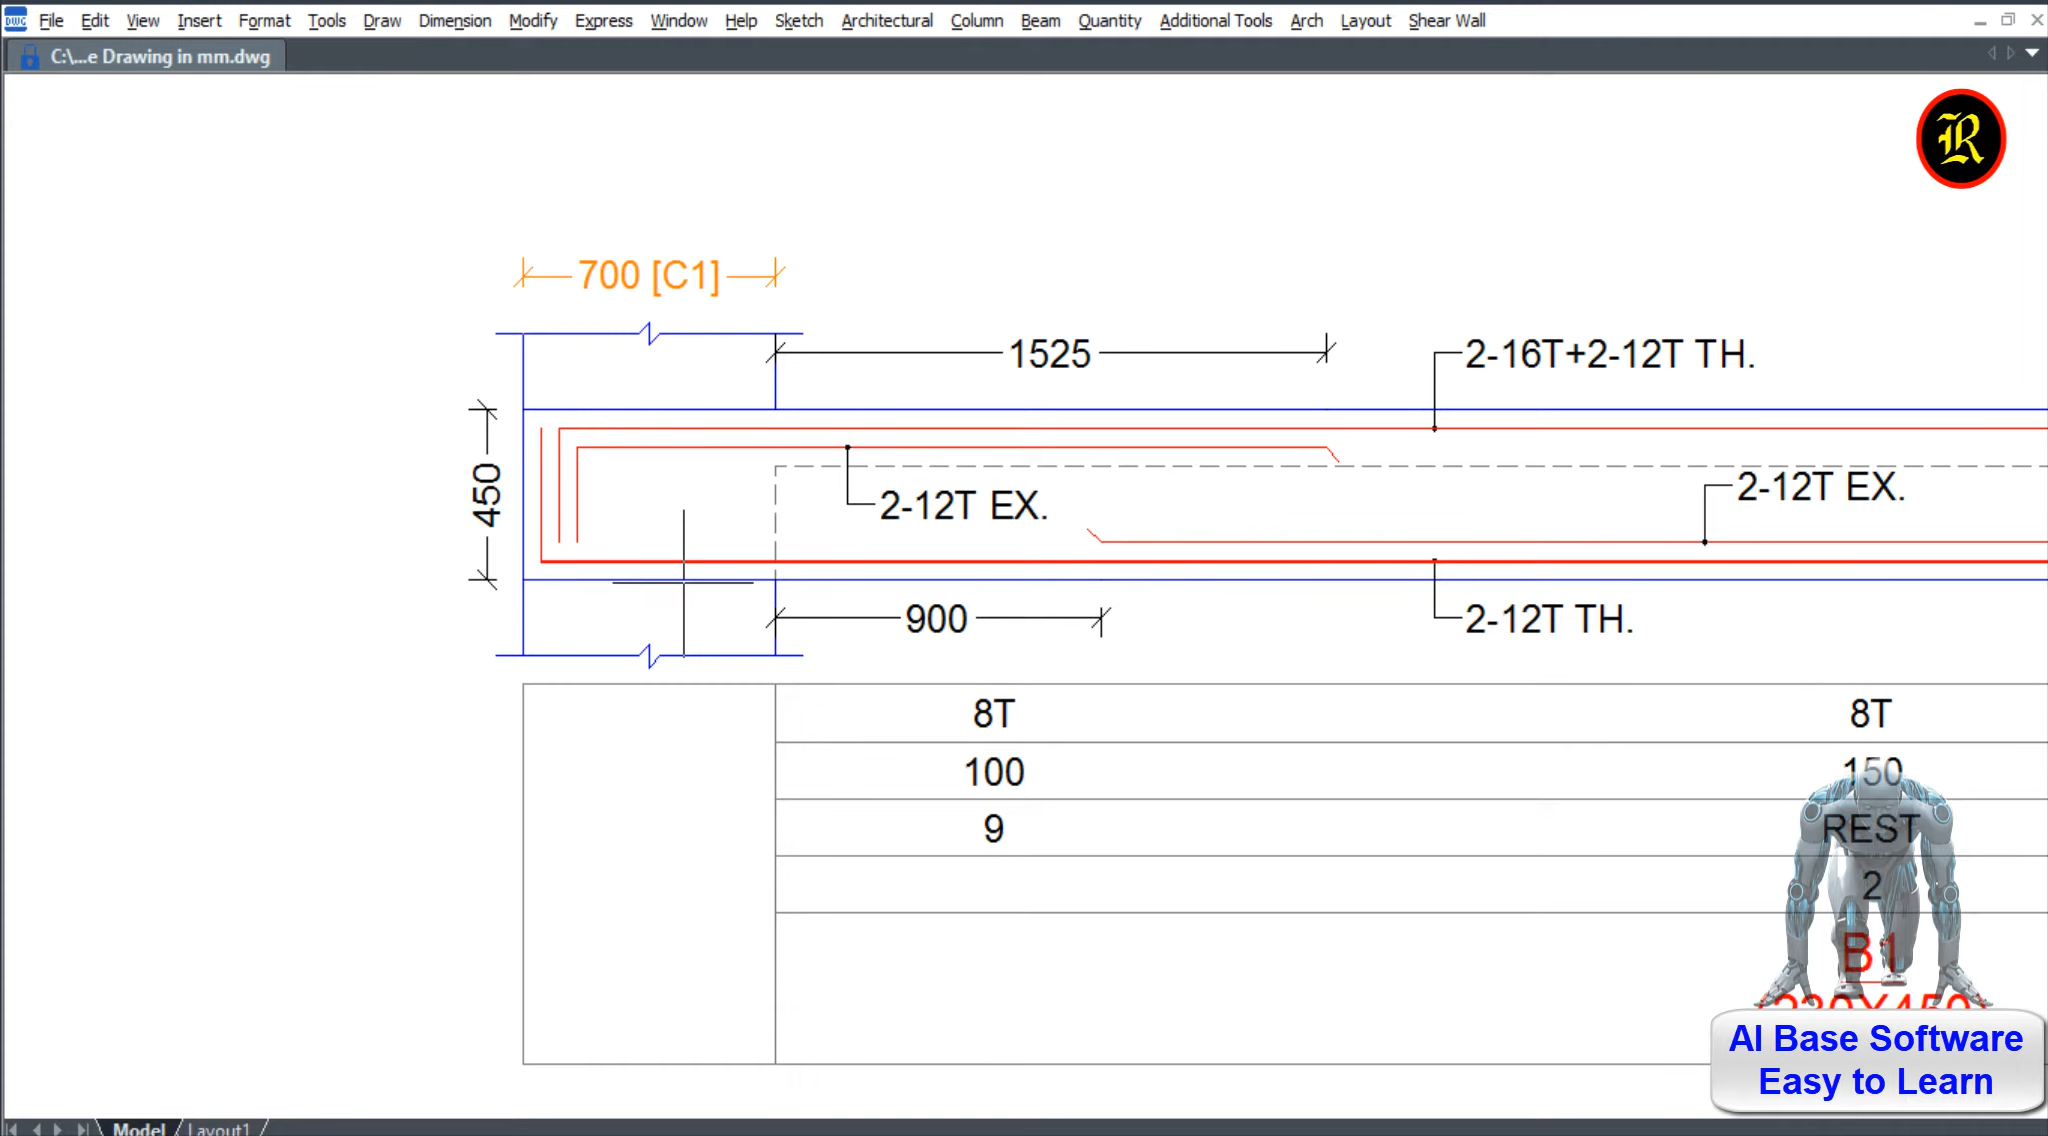 DWG File Edit View Insert Format Tools Draw Dimension Modify Express Window Help Sketch Architectural Column Beam Quantity Additional Tools Arch Layout Shear Wall
C:\...e Drawing in mm.dwg
R
700 [C1]
1525
2-16T+2-12T TH.
450
2-12T EX.
2-12T EX.
900
2-12T TH.
8T
8T
100
150
9
REST
2
B1
(230X450)
AI Base Software
Easy to Learn
Model Layout1